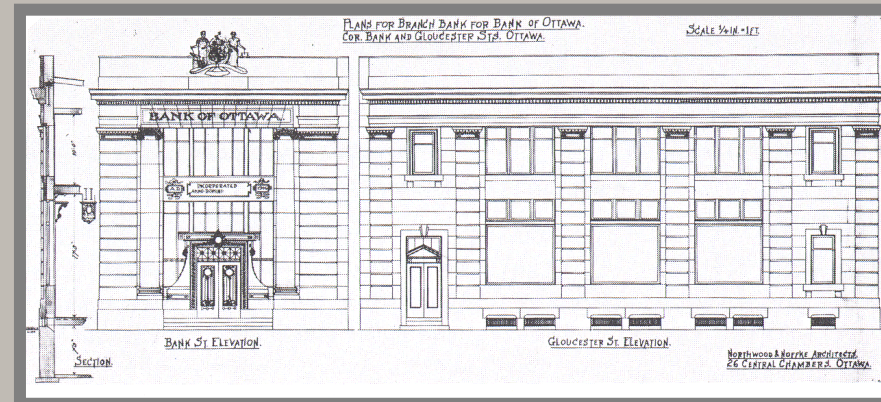 PLANS FOR BRANCH BANK FOR BANK OF OTTAWA.
COR. BANK AND GLOUCESTER STS. OTTAWA.
SCALE 1/4 IN. = 1 FT.
BANK OF OTTAWA
INCORPORATED
BANK ST. ELEVATION.
GLOUCESTER ST. ELEVATION.
SECTION.
NORTHWOOD & NOFFKE ARCHITECTS.
26 CENTRAL CHAMBERS. OTTAWA.